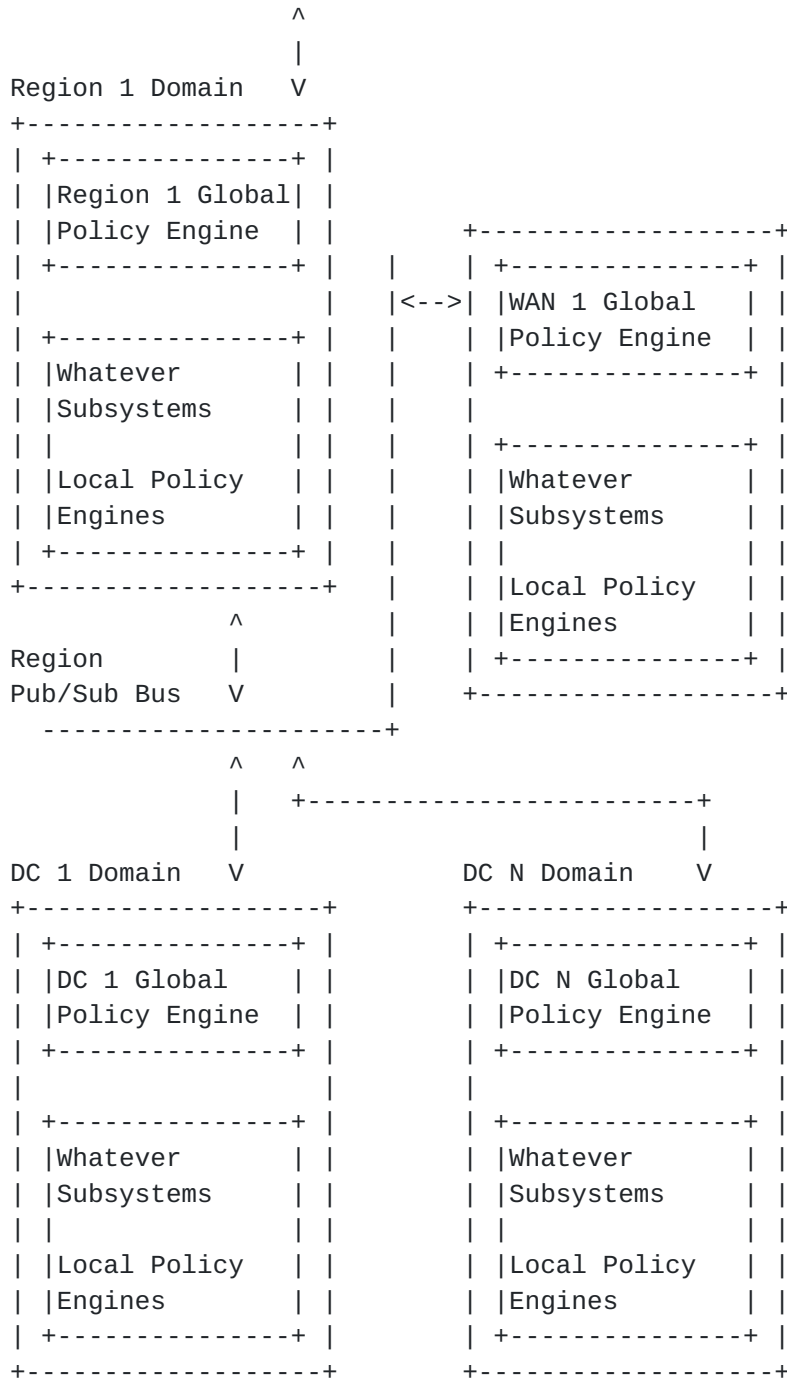 ^
                  |
Region 1 Domain   V
+-------------------+
| +---------------+ |
| |Region 1 Global| |
| |Policy Engine  | |        +-------------------+
| +---------------+ |   |    | +---------------+ |
|                   |   |<-->| |WAN 1 Global   | |
| +---------------+ |   |    | |Policy Engine  | |
| |Whatever       | |   |    | +---------------+ |
| |Subsystems     | |   |    |                   |
| |               | |   |    | +---------------+ |
| |Local Policy   | |   |    | |Whatever       | |
| |Engines        | |   |    | |Subsystems     | |
| +---------------+ |   |    | |               | |
+-------------------+   |    | |Local Policy   | |
              ^         |    | |Engines        | |
Region        |         |    | +---------------+ |
Pub/Sub Bus   V         |    +-------------------+
  ----------------------+
              ^   ^
              |   +-------------------------+
              |                             |
DC 1 Domain   V              DC N Domain    V
+-------------------+        +-------------------+
| +---------------+ |        | +---------------+ |
| |DC 1 Global    | |        | |DC N Global    | |
| |Policy Engine  | |        | |Policy Engine  | |
| +---------------+ |        | +---------------+ |
|                   |        |                   |
| +---------------+ |        | +---------------+ |
| |Whatever       | |        | |Whatever       | |
| |Subsystems     | |        | |Subsystems     | |
| |               | |        | |               | |
| |Local Policy   | |        | |Local Policy   | |
| |Engines        | |        | |Engines        | |
| +---------------+ |        | +---------------+ |
+-------------------+        +-------------------+